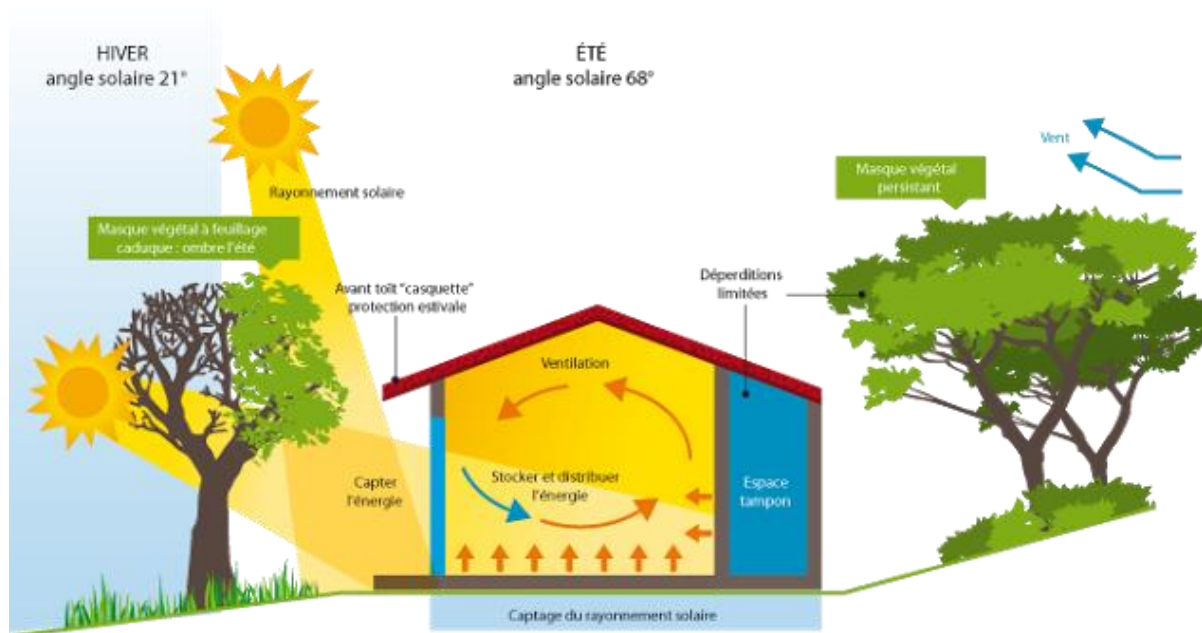 HIVER
angle solaire 21°
ÉTÉ
angle solaire 68°
Vent
Rayonnement solaire
Masque végétal
persistant
Masque végétal à feuillage
caduque : ombre l'été
Avant toit "casquette"
protection estivale
Déperditions
limitées
Ventilation
Capter
l'énergie
Stocker et distribuer
l'énergie
Espace
tampon
Captage du rayonnement solaire